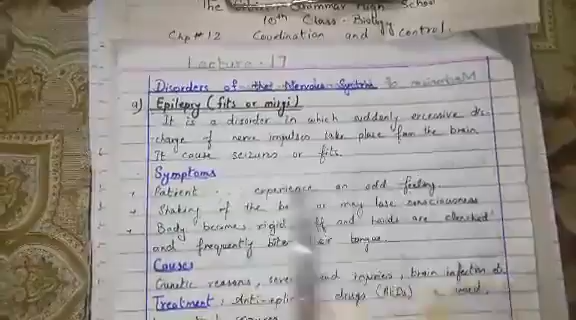 The Grammar High School
10th Class - Biology
Chp # 12 Coordination and control.
Lecture - 17
Disorders of the Nervous System
a) Epilepsy (fits or mirgi)
It is a disorder in which suddenly excessive dis-
charge of nerve impulses take place from the brain
It cause seizures or fits.
Symptoms
Patient experience an odd feeling
Shaking of the or may lose consciousness
Body becomes rigid and hands are clenched
and frequently bite tongue
Causes
Genetic reasons, injuries, brain infection
Treatment: drugs (AEDs) used,